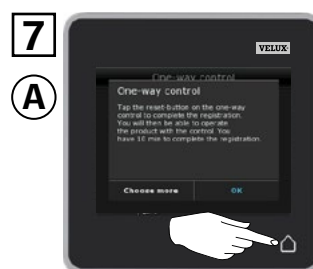 7
A
VELUX
One-way control
One-way control
Tap the reset-button on the one-way
control to complete the registration.
You will then be able to operate
the product with the control. You
have 10 min to complete the registration.
Choose more OK